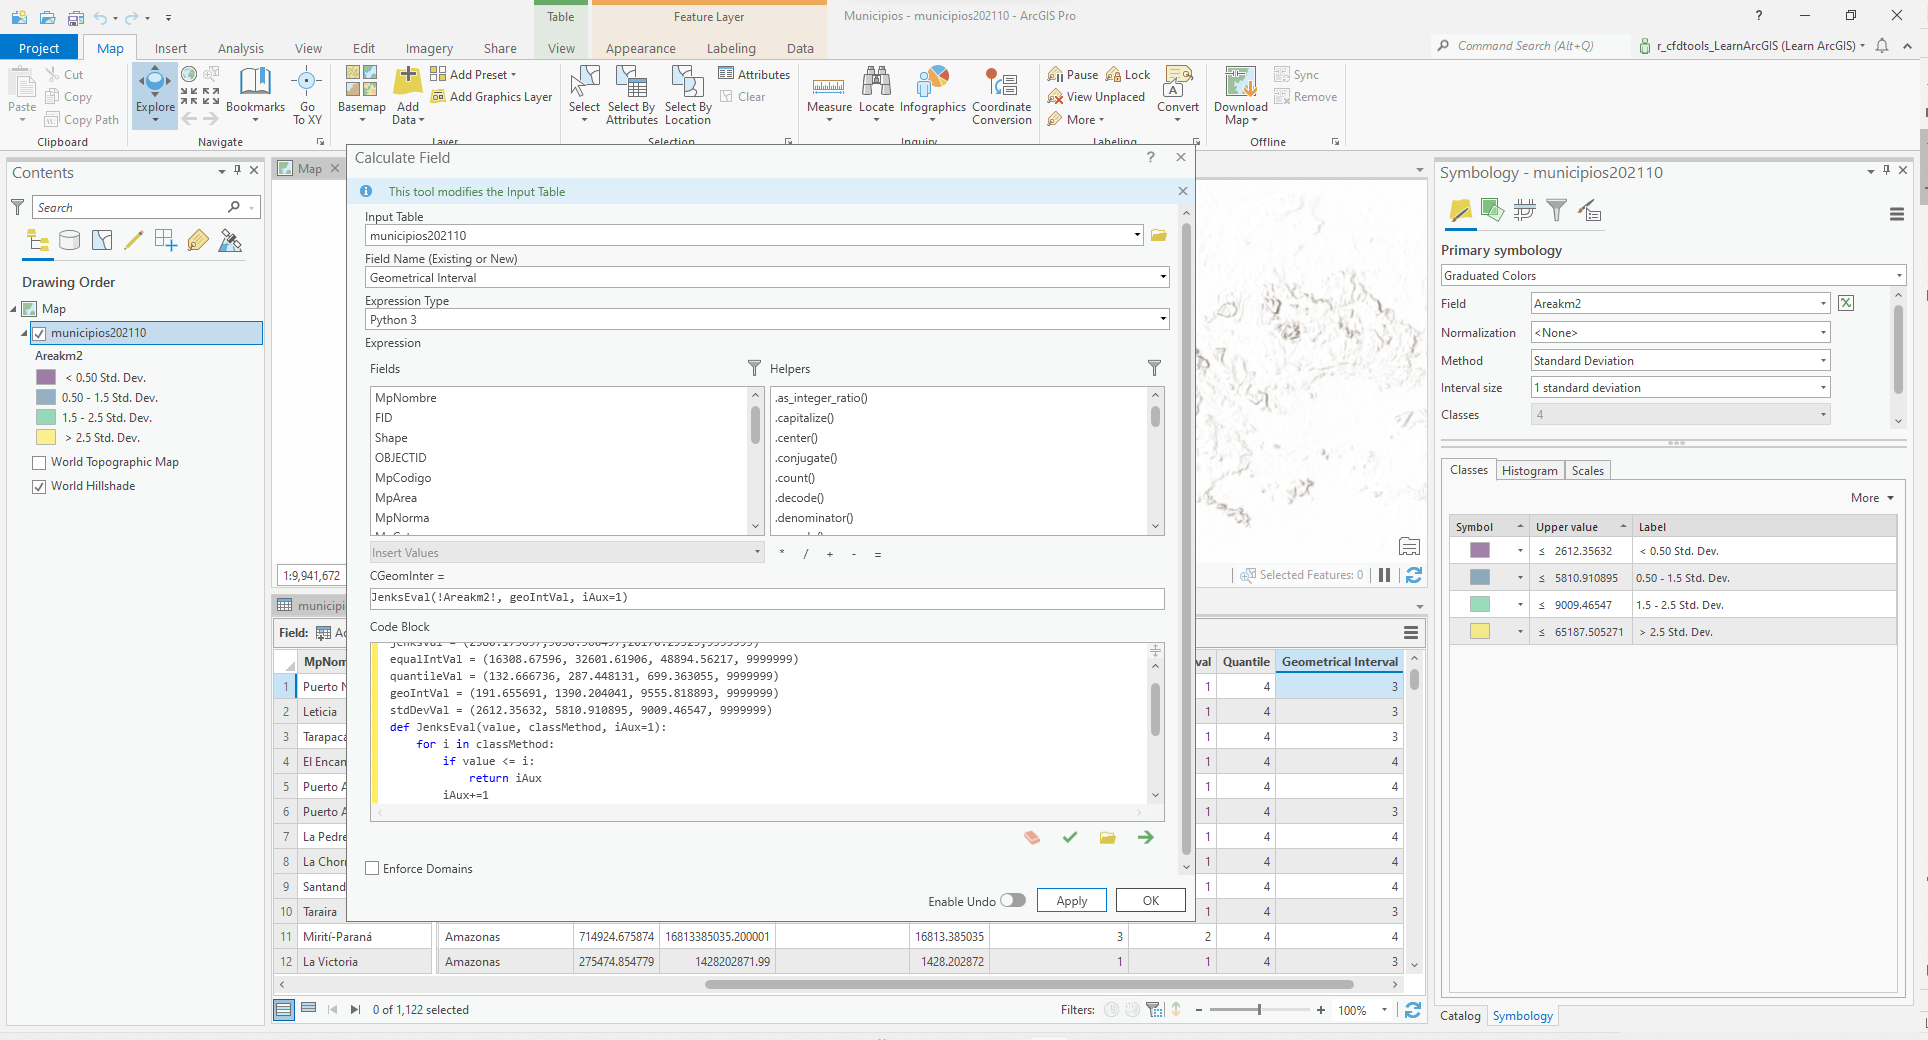 Table
Feature Layer
Municipios - municipios202110 - ArcGIS Pro
?
Project
Map
Insert
Analysis
View
Edit
Imagery
Share
View
Appearance
Labeling
Data
Command Search (Alt+Q)
r_cfdtools_LearnArcGIS (Learn ArcGIS)
Paste
Cut
Copy
Copy Path
Clipboard
Explore
Bookmarks
Go To XY
Navigate
Basemap
Add Data
Add Preset
Add Graphics Layer
Layer
Select
Select By Attributes
Select By Location
Attributes
Clear
Selection
Measure
Locate
Infographics
Coordinate Conversion
Inquiry
Pause
Lock
View Unplaced
More
Convert
Labeling
Download Map
Sync
Remove
Offline
Contents
Search
Drawing Order
Map
municipios202110
Areakm2
< 0.50 Std. Dev.
0.50 - 1.5 Std. Dev.
1.5 - 2.5 Std. Dev.
> 2.5 Std. Dev.
World Topographic Map
World Hillshade
Map
1:9,941,672
Calculate Field
?
This tool modifies the Input Table
Input Table
municipios202110
Field Name (Existing or New)
Geometrical Interval
Expression Type
Python 3
Expression
Fields
Helpers
MpNombre
FID
Shape
OBJECTID
MpCodigo
MpArea
MpNorma
.as_integer_ratio()
.capitalize()
.center()
.conjugate()
.count()
.decode()
.denominator()
Insert Values
* / + - =
CGeomInter =
JenksEval(!Areakm2!, geoIntVal, iAux=1)
Code Block
equalIntVal = (16308.67596, 32601.61906, 48894.56217, 9999999)
quantileVal = (132.666736, 287.448131, 699.363055, 9999999)
geoIntVal = (191.655691, 1390.204041, 9555.818893, 9999999)
stdDevVal = (2612.35632, 5810.910895, 9009.46547, 9999999)
def JenksEval(value, classMethod, iAux=1):
    for i in classMethod:
        if value <= i:
            return iAux
        iAux+=1
Enforce Domains
Enable Undo
Apply
OK
Selected Features: 0
municipi
Field:
MpNom
val
Quantile
Geometrical Interval
1 Puerto N 1 4 3
2 Leticia 1 4 3
3 Tarapaca 1 4 3
4 El Encan 1 4 4
5 Puerto A 1 4 4
6 Puerto A 1 4 3
7 La Pedre 1 4 4
8 La Chorr 1 4 4
9 Santand 1 4 4
10 Taraira 1 4 3
11 Mirití-Paraná Amazonas 714924.675874 16813385035.200001 16813.385035 3 2 4 4
12 La Victoria Amazonas 275474.854779 1428202871.99 1428.202872 1 1 4 3
0 of 1,122 selected
Filters:
- + 100%
Symbology - municipios202110
Primary symbology
Graduated Colors
Field
Areakm2
Normalization
<None>
Method
Standard Deviation
Interval size
1 standard deviation
Classes
4
Classes
Histogram
Scales
More
Symbol Upper value Label
≤ 2612.35632 < 0.50 Std. Dev.
≤ 5810.910895 0.50 - 1.5 Std. Dev.
≤ 9009.46547 1.5 - 2.5 Std. Dev.
≤ 65187.505271 > 2.5 Std. Dev.
Catalog
Symbology